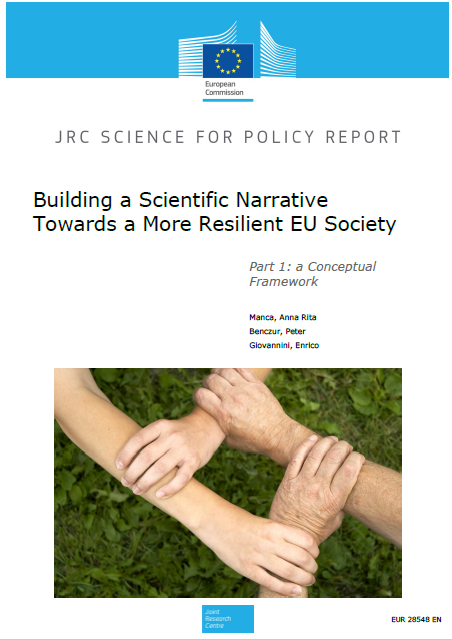 European
Commission
JRC SCIENCE FOR POLICY REPORT
Building a Scientific Narrative
Towards a More Resilient EU Society
Part 1: a Conceptual
Framework
Manca, Anna Rita
Benczur, Peter
Giovannini, Enrico
Joint
Research
Centre
EUR 28548 EN